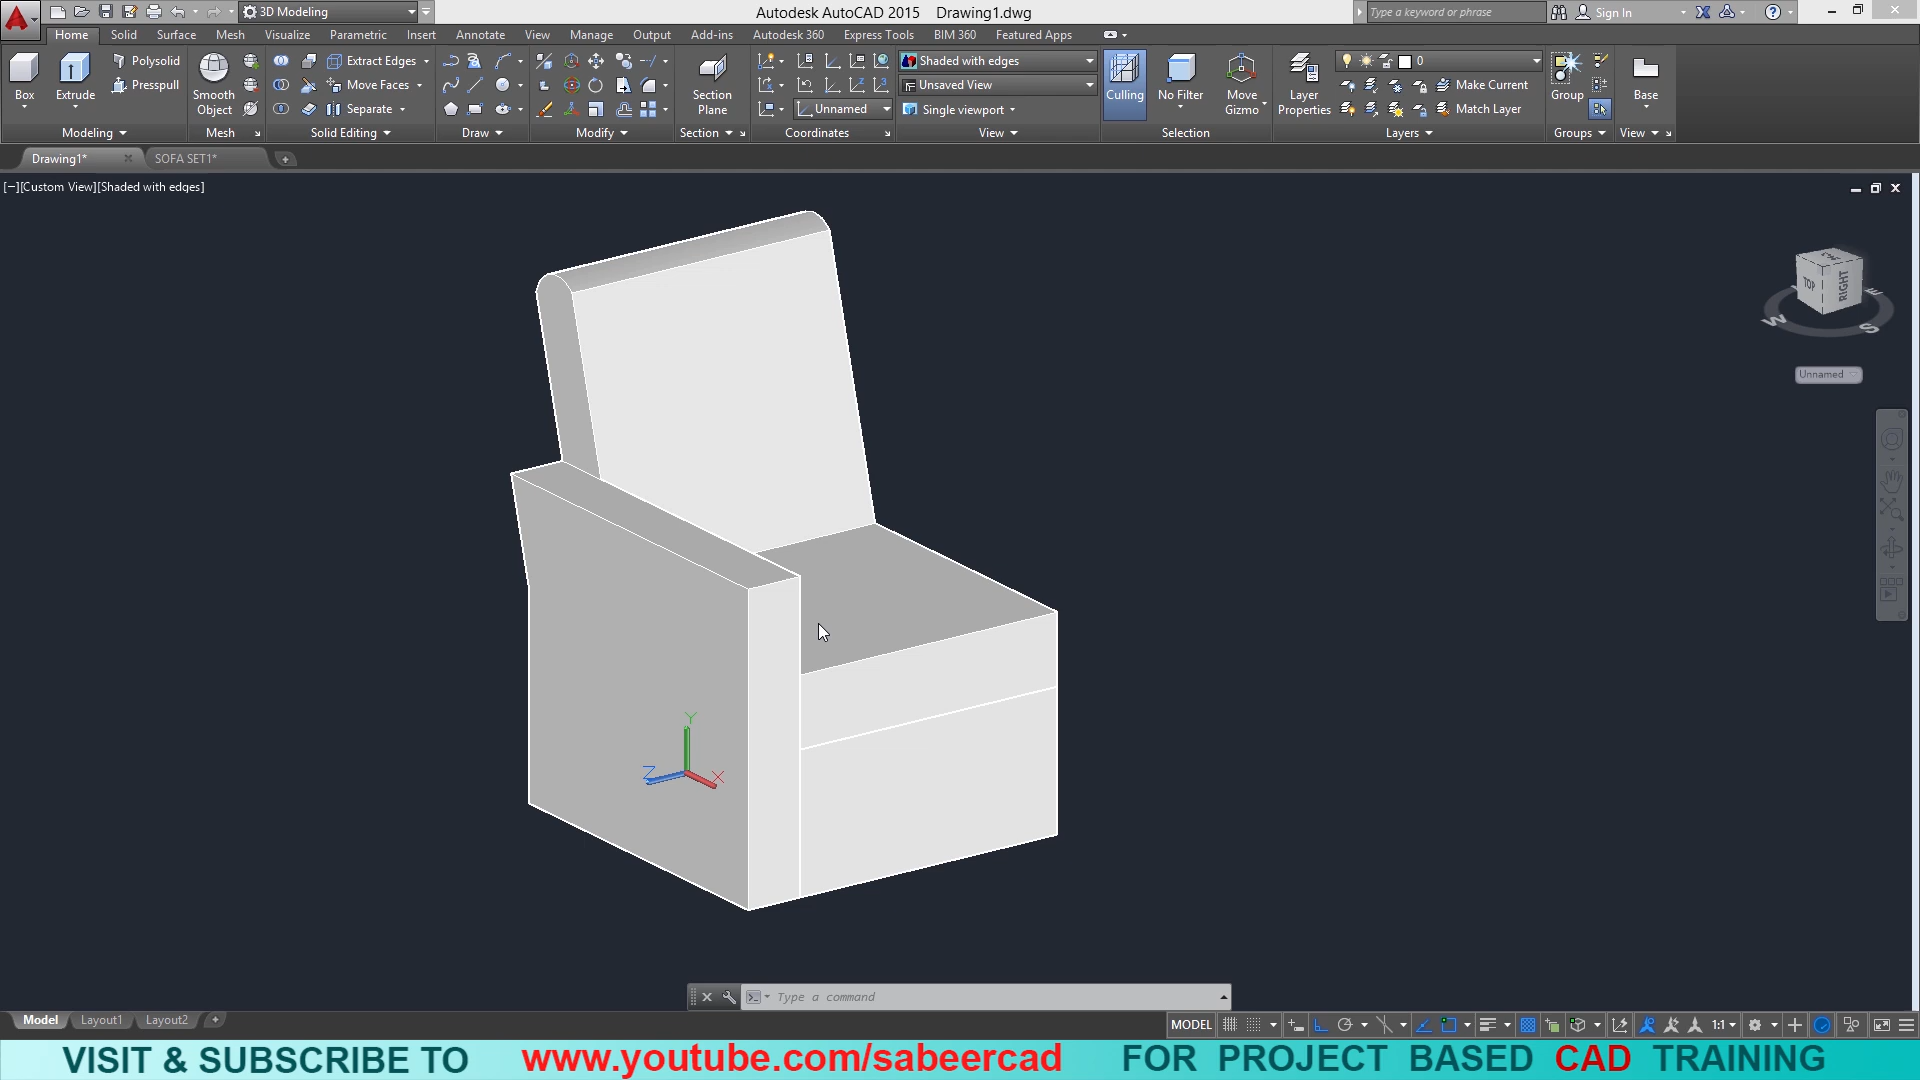 3D Modeling
Autodesk AutoCAD 2015 Drawing1.dwg
Type a keyword or phrase
Sign In
Home Solid Surface Mesh Visualize Parametric Insert Annotate View Manage Output Add-ins Autodesk 360 Express Tools BIM 360 Featured Apps
Box
Extrude
Polysolid
Presspull
Smooth
Object
Extract Edges
Move Faces
Separate
Section
Plane
Unnamed
Shaded with edges
Unsaved View
Single viewport
Culling
No Filter
Move
Gizmo
Layer
Properties
0
Make Current
Match Layer
Group
Base
Modeling Mesh Solid Editing Draw Modify Section Coordinates View Selection Layers Groups View
Drawing1* SOFA SET1*
[−][Custom View][Shaded with edges]
TOP
RIGHT
W
S
E
Unnamed
Y
Z
X
Type a command
Model Layout1 Layout2
MODEL
1:1
VISIT & SUBSCRIBE TO www.youtube.com/sabeercad FOR PROJECT BASED CAD TRAINING